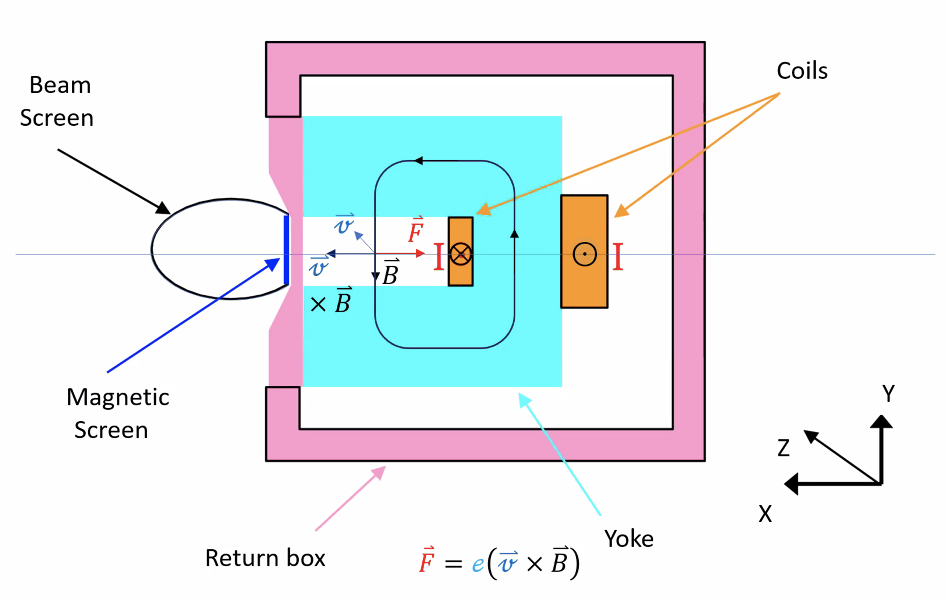 Beam
Screen
Coils
v⃗
F⃗
I
⊗
⊙
I
v⃗
B⃗
× B⃗
Magnetic
Screen
Y
Z
X
Yoke
Return box
F⃗ = e(v⃗ × B⃗)